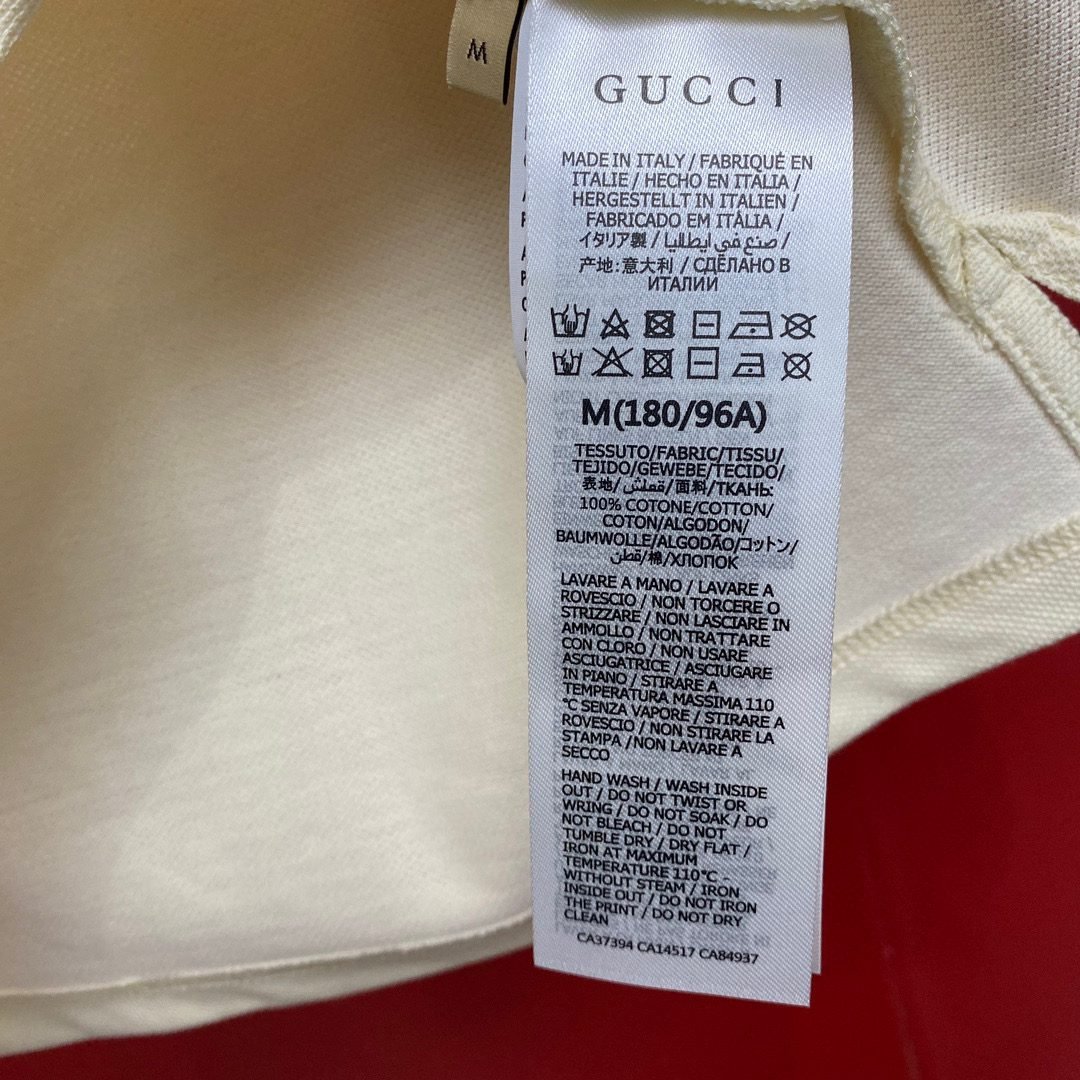 M
GUCCI
MADE IN ITALY / FABRIQUÉ EN
ITALIE / HECHO EN ITALIA /
HERGESTELLT IN ITALIEN /
FABRICADO EM ITÁLIA /
イタリア製 / صنع في ايطاليا /
产地:意大利 / СДЕЛАНО В
ИТАЛИИ
M(180/96A)
TESSUTO/FABRIC/TISSU/
TEJIDO/GEWEBE/TECIDO/
表地/قماش/面料/ТКАНЬ:
100% COTONE/COTTON/
COTON/ALGODON/
BAUMWOLLE/ALGODÃO/コットン/
قطن/棉/ХЛОПОК
LAVARE A MANO / LAVARE A
ROVESCIO / NON TORCERE O
STRIZZARE / NON LASCIARE IN
AMMOLLO / NON TRATTARE
CON CLORO / NON USARE
ASCIUGATRICE / ASCIUGARE
IN PIANO / STIRARE A
TEMPERATURA MASSIMA 110
°C SENZA VAPORE / STIRARE A
ROVESCIO / NON STIRARE LA
STAMPA /NON LAVARE A
SECCO
HAND WASH / WASH INSIDE
OUT / DO NOT TWIST OR
WRING / DO NOT SOAK / DO
NOT BLEACH / DO NOT
TUMBLE DRY / DRY FLAT /
IRON AT MAXIMUM
TEMPERATURE 110°C -
WITHOUT STEAM / IRON
INSIDE OUT / DO NOT IRON
THE PRINT / DO NOT DRY
CLEAN
CA37394 CA14517 CA84937